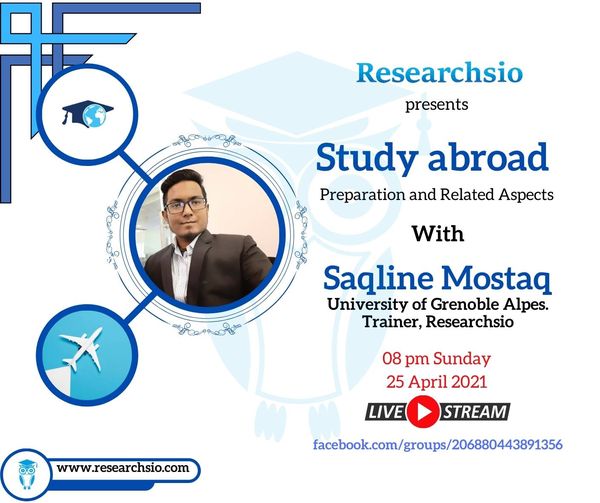 Researchsio
presents
Study abroad
Preparation and Related Aspects
With
Saqline Mostaq
University of Grenoble Alpes.
Trainer, Researchsio
08 pm Sunday
25 April 2021
LIVE STREAM
facebook.com/groups/206880443891356
www.researchsio.com